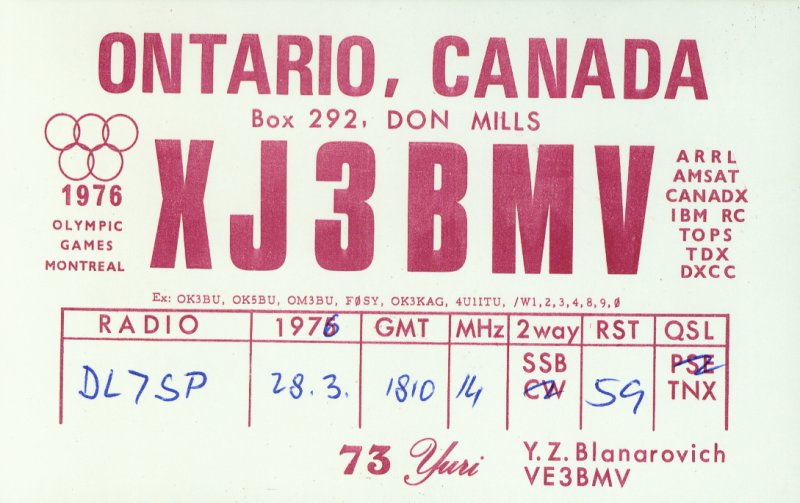 ONTARIO, CANADA
Box 292, DON MILLS
XJ3BMV
1976
OLYMPIC
GAMES
MONTREAL
ARRL
AMSAT
CANADX
IBM RC
TOPS
TDX
DXCC
Ex: OK3BU, OK5BU, OM3BU, FØSY, OK3KAG, 4U1ITU, /W1,2,3,4,8,9,Ø
RADIO 1976 GMT MHz 2way RST QSL
DL7SP 28.3. 1810 14 SSB CW 59 PSE TNX
73 Yuri
Y.Z. Blanarovich
VE3BMV